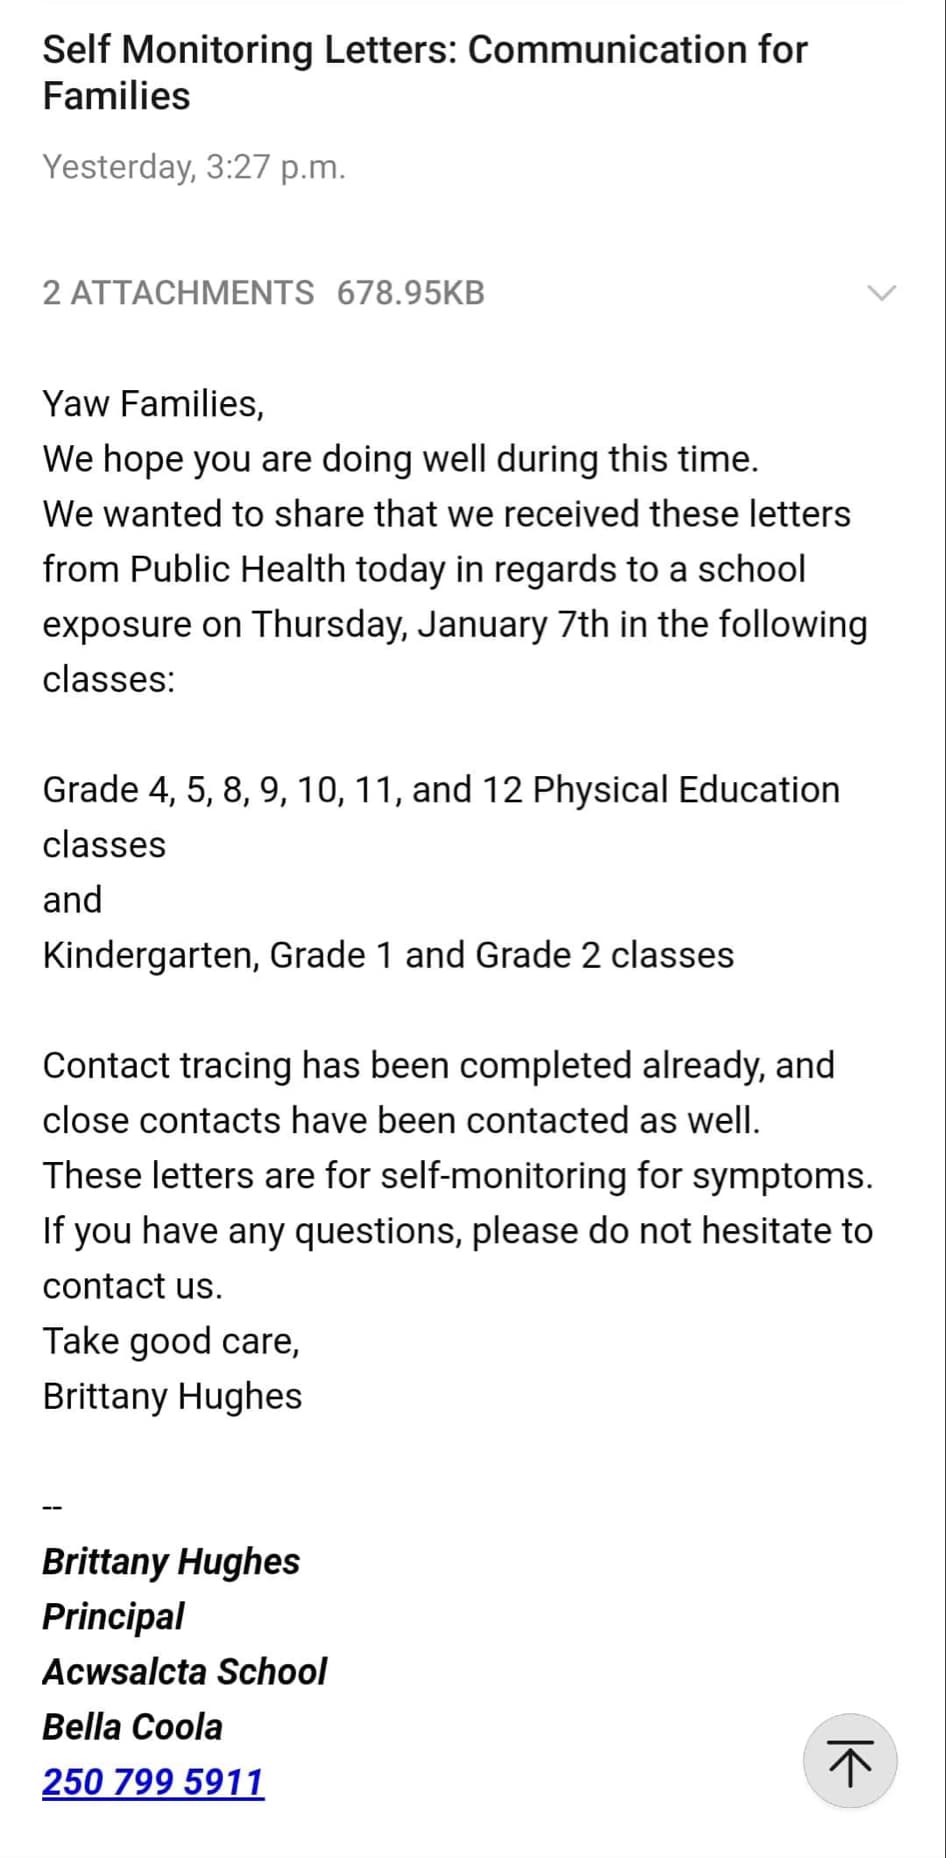 Self Monitoring Letters: Communication for
Families
Yesterday, 3:27 p.m.
2 ATTACHMENTS 678.95KB
Yaw Families,
We hope you are doing well during this time.
We wanted to share that we received these letters
from Public Health today in regards to a school
exposure on Thursday, January 7th in the following
classes:
Grade 4, 5, 8, 9, 10, 11, and 12 Physical Education
classes
and
Kindergarten, Grade 1 and Grade 2 classes
Contact tracing has been completed already, and
close contacts have been contacted as well.
These letters are for self-monitoring for symptoms.
If you have any questions, please do not hesitate to
contact us.
Take good care,
Brittany Hughes
--
Brittany Hughes
Principal
Acwsalcta School
Bella Coola
250 799 5911